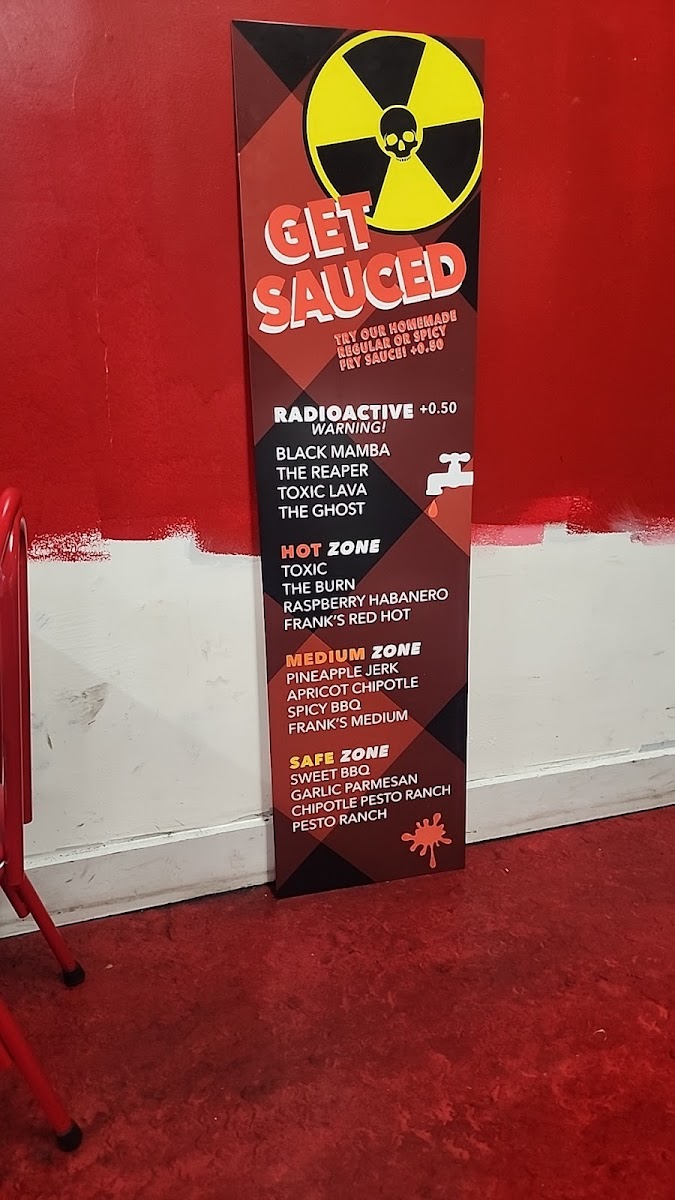 GET
SAUCED
TRY OUR HOMEMADE
REGULAR OR SPICY
FRY SAUCE! +0.50
RADIOACTIVE +0.50
WARNING!
BLACK MAMBA
THE REAPER
TOXIC LAVA
THE GHOST
HOT ZONE
TOXIC
THE BURN
RASPBERRY HABANERO
FRANK'S RED HOT
MEDIUM ZONE
PINEAPPLE JERK
APRICOT CHIPOTLE
SPICY BBQ
FRANK'S MEDIUM
SAFE ZONE
SWEET BBQ
GARLIC PARMESAN
CHIPOTLE PESTO RANCH
PESTO RANCH